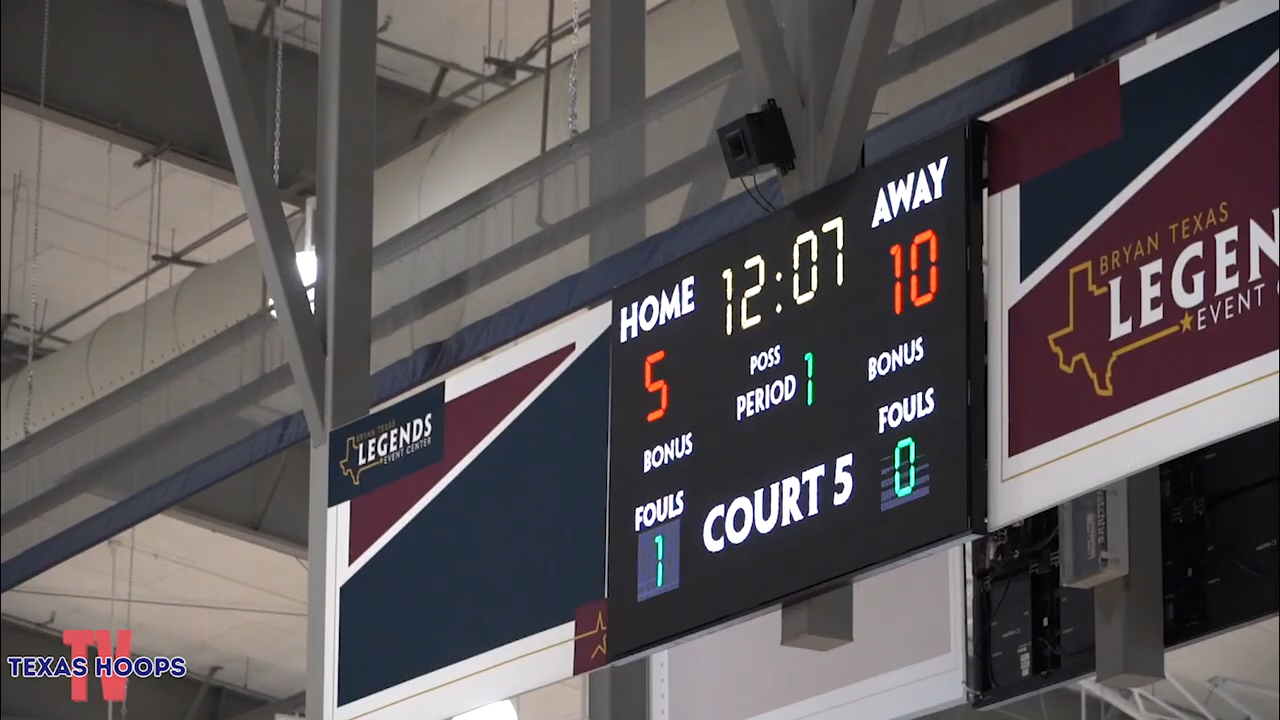 AWAY
12:07
10
HOME
5
POSS
PERIOD 1
BONUS
BONUS
FOULS
0
FOULS
1
COURT 5
BRYAN TEXAS
LEGENDS
EVENT CENTER
BRYAN TEXAS
LEGEN
EVENT
TV
TEXAS HOOPS